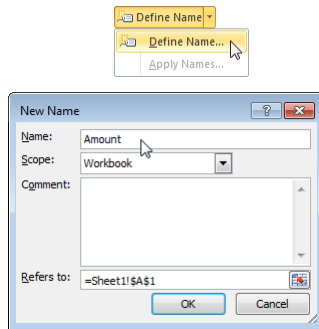 Define Name
Define Name...
Apply Names...
New Name
Name: Amount
Scope: Workbook
Comment:
Refers to: =Sheet1!$A$1
OK Cancel